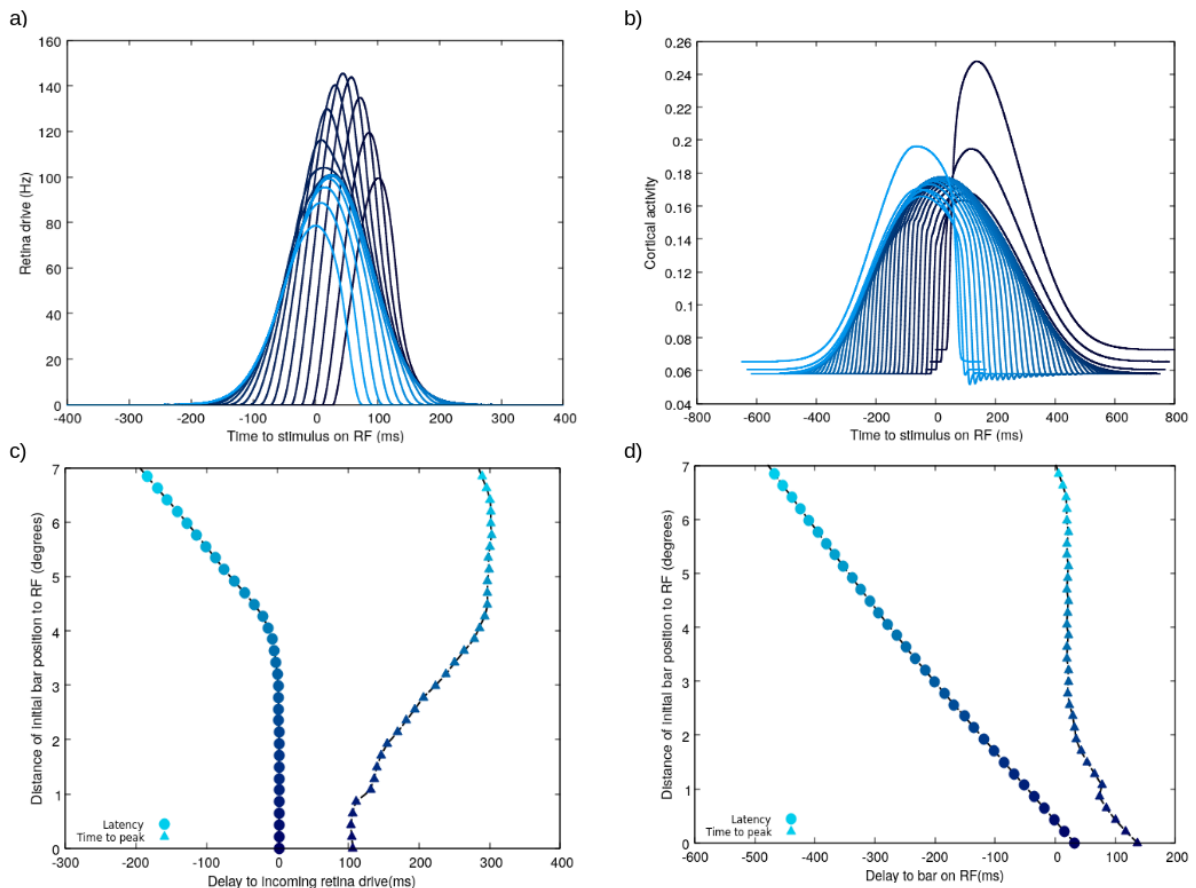 a)
160
140
120
100
80
60
40
20
0
Retina drive (Hz)
-400 -300 -200 -100 0 100 200 300 400
Time to stimulus on RF (ms)
b)
0.26
0.24
0.22
0.2
0.18
0.16
0.14
0.12
0.1
0.08
0.06
0.04
Cortical activity
-800 -600 -400 -200 0 200 400 600 800
Time to stimulus on RF (ms)
c)
7
6
5
4
3
2
1
0
Distance of initial bar position to RF (degrees)
Latency
Time to peak
-300 -200 -100 0 100 200 300 400
Delay to incoming retina drive(ms)
d)
7
6
5
4
3
2
1
0
Distance of initial bar position to RF (degrees)
Latency
Time to peak
-600 -500 -400 -300 -200 -100 0 100 200
Delay to bar on RF(ms)